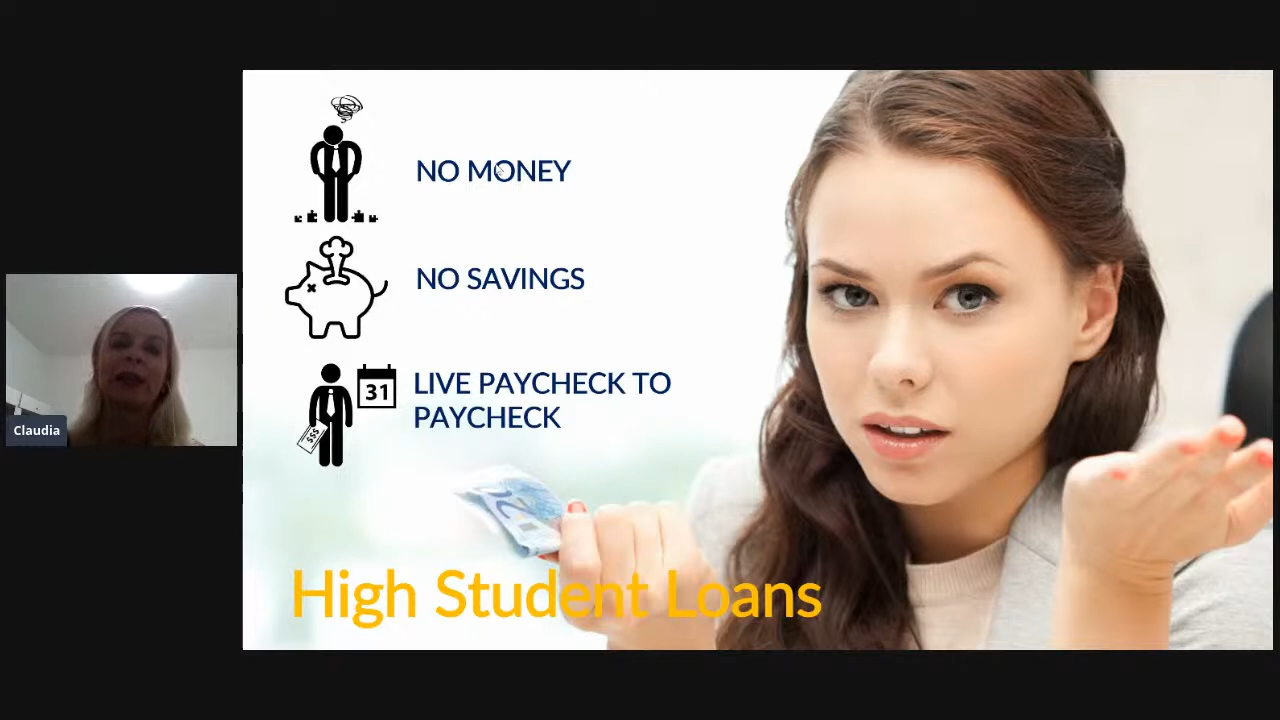 NO MONEY
NO SAVINGS
31
LIVE PAYCHECK TO
PAYCHECK
$$$
Claudia
High Student Loans